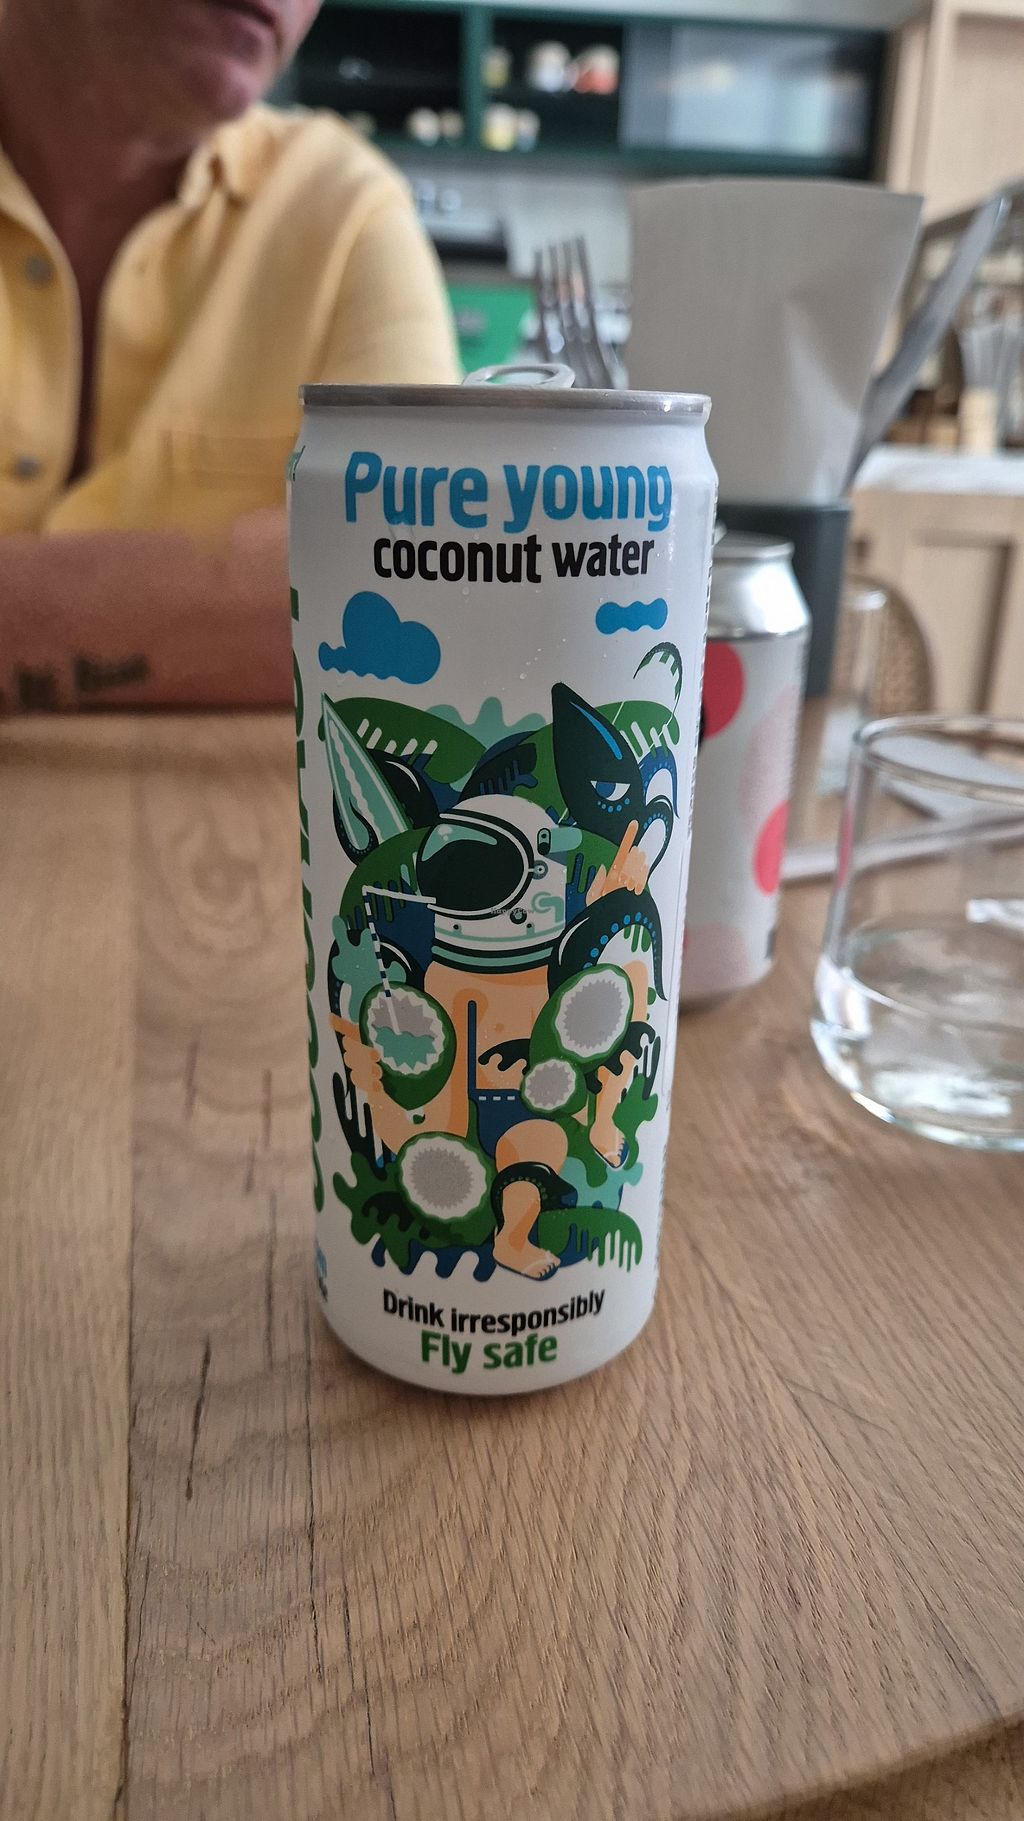 Pure young
coconut water
Drink irresponsibly
Fly safe